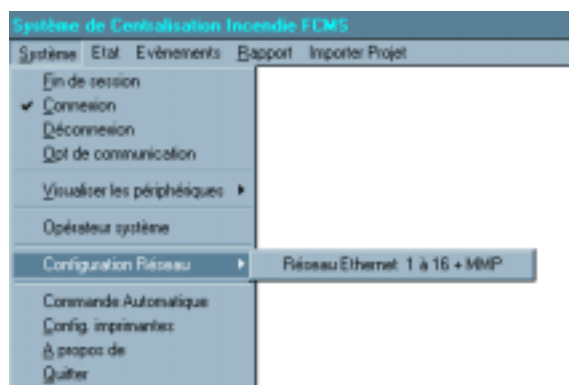 Système de Centralisation Incendie FCMS
Système Etat Evènements Rapport Importer Projet
Fin de session
Connexion
Déconnexion
Opt de communication
Visualiser les périphériques
Opérateur système
Configuration Réseau
Réseau Ethernet 1 à 16 + MMP
Commande Automatique
Config. imprimantes
A propos de
Quitter